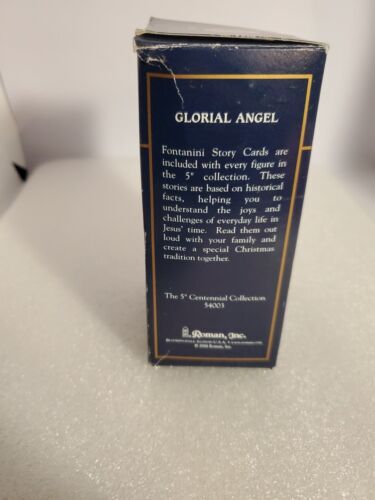 GLORIAL ANGEL
Fontanini Story Cards are
included with every figure in
the 5" collection. These
stories are based on historical
facts, helping you to
understand the joys and
challenges of everyday life in
Jesus' time. Read them out
loud with your family and
create a special Christmas
tradition together.
The 5" Centennial Collection
54003
Roman, Inc.
Roman, Inc.